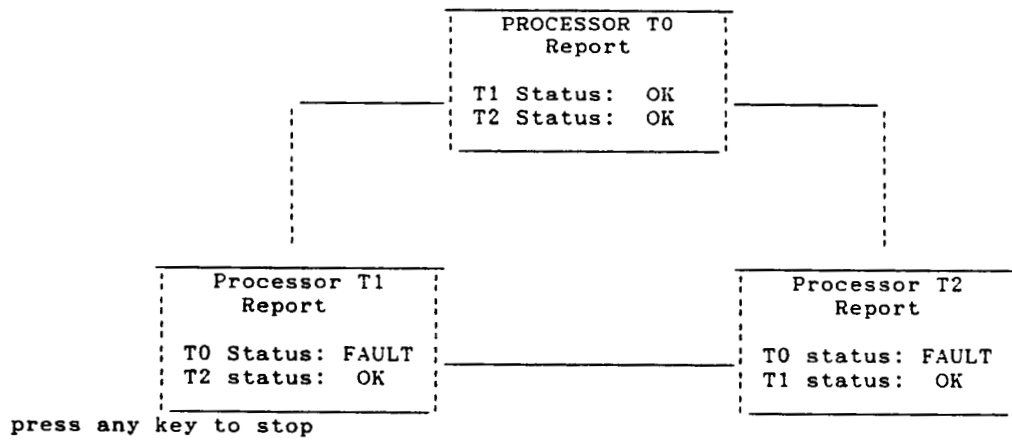 PROCESSOR T0
Report
T1 Status: OK
T2 Status: OK
Processor T1
Report
T0 Status: FAULT
T2 status: OK
Processor T2
Report
T0 status: FAULT
T1 status: OK
press any key to stop